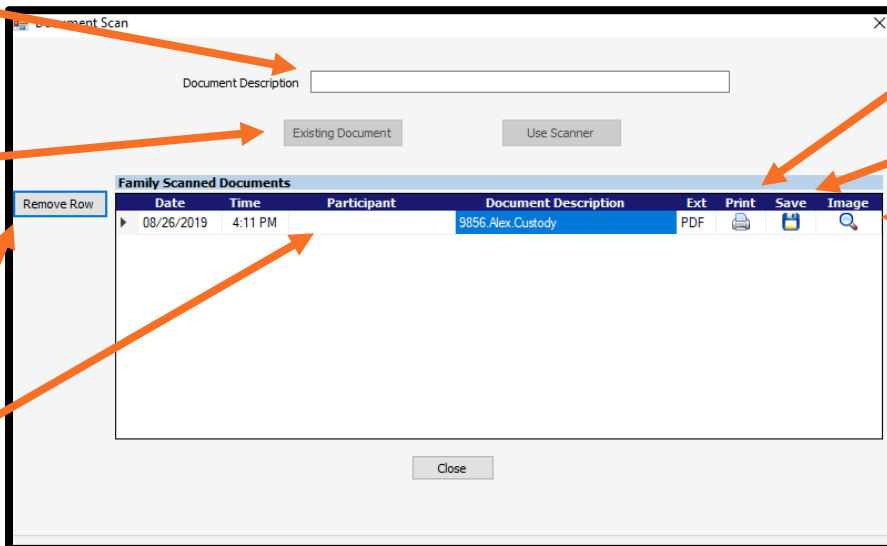 Document Scan
Document Description
Existing Document Use Scanner
Family Scanned Documents
Remove Row
Date Time Participant Document Description Ext Print Save Image
08/26/2019 4:11 PM 9856.Alex.Custody PDF
Close